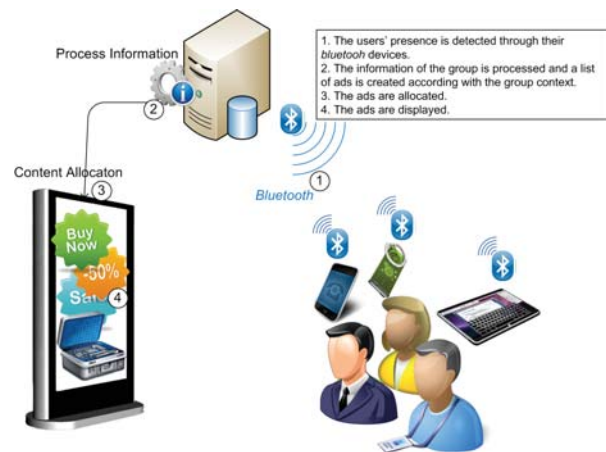 Process Information
1. The users' presence is detected through their
bluetooh devices.
2. The information of the group is processed and a list
of ads is created according with the group context.
3. The ads are allocated.
4. The ads are displayed.
2
1
Bluetooth
Content Allocaton
3
Buy
Now
-50%
Sa
4